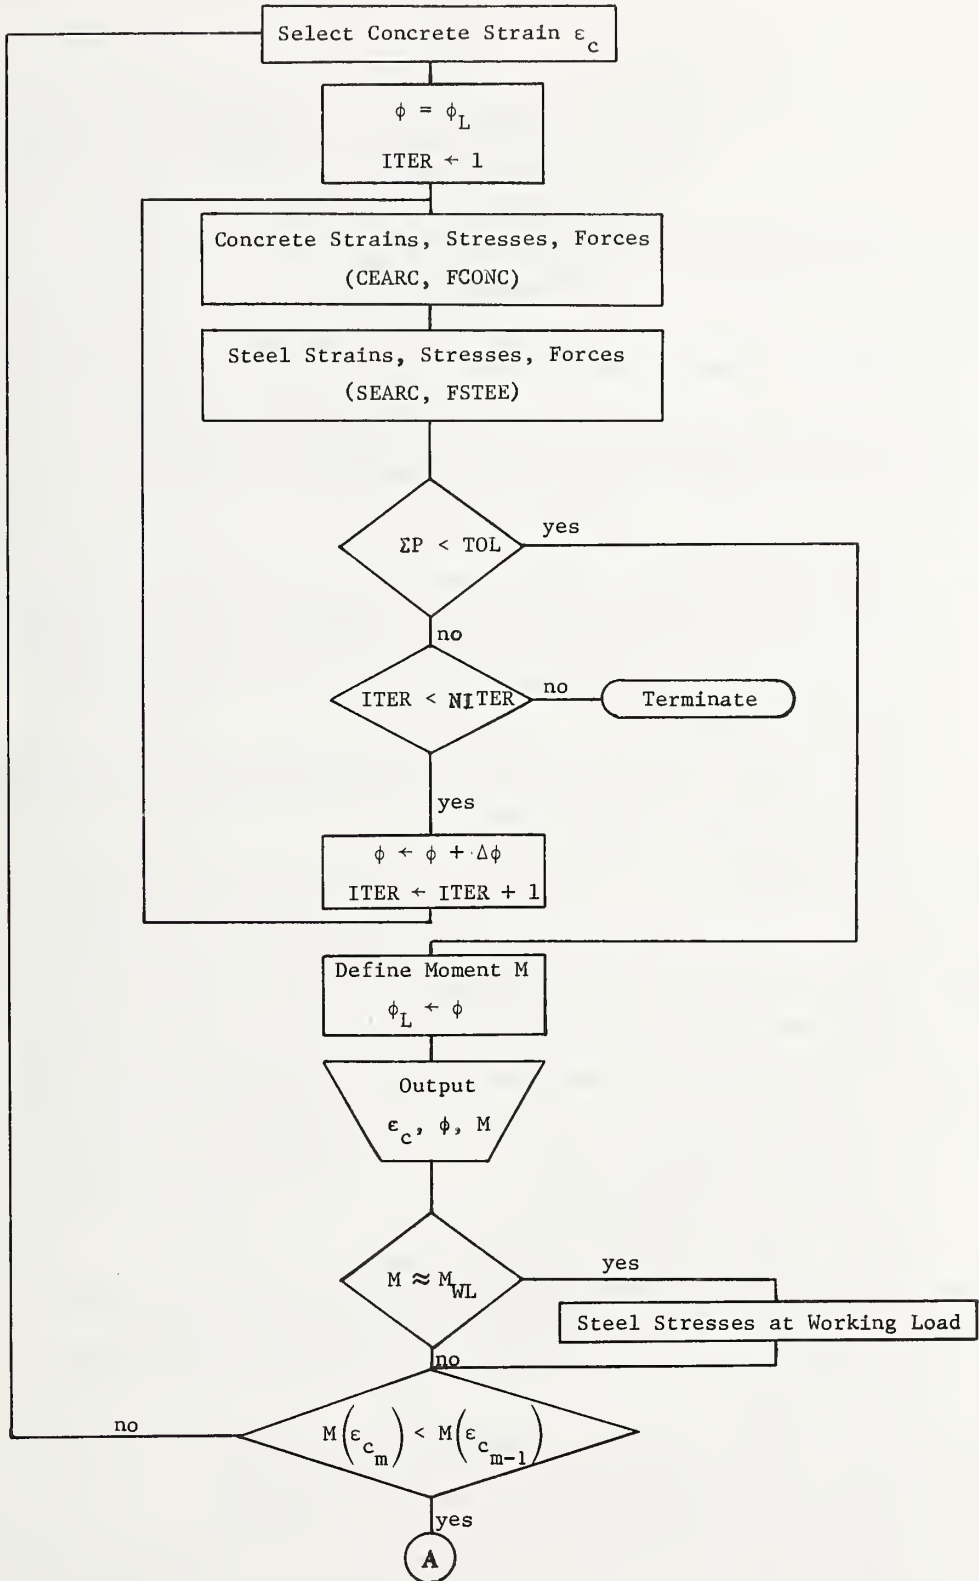 Select Concrete Strain ε_c
φ = φ_L
ITER ← 1
Concrete Strains, Stresses, Forces
(CEARC, FCONC)
Steel Strains, Stresses, Forces
(SEARC, FSTEE)
ΣP < TOL
yes
no
ITER < NITER
no
Terminate
yes
φ ← φ + Δφ
ITER ← ITER + 1
Define Moment M
φ_L ← φ
Output
ε_c, φ, M
M ≈ M_WL
yes
Steel Stresses at Working Load
no
M(ε_c_m) < M(ε_c_m-1)
no
yes
A